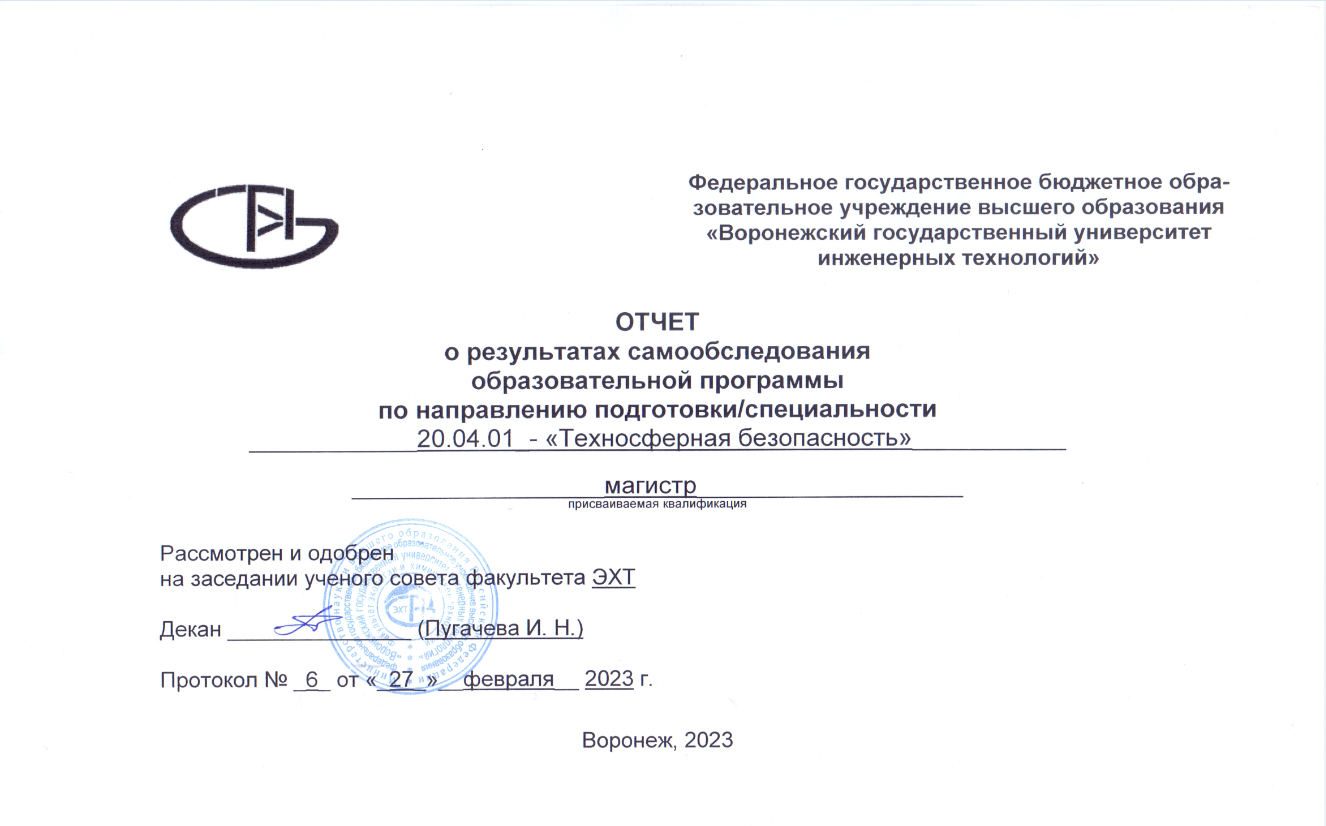 Федеральное государственное бюджетное обра-
зовательное учреждение высшего образования
«Воронежский государственный университет
инженерных технологий»
ОТЧЕТ
о результатах самообследования
образовательной программы
по направлению подготовки/специальности
20.04.01 - «Техносферная безопасность»
магистр
присваиваемая квалификация
Рассмотрен и одобрен
на заседании ученого совета факультета ЭХТ
Декан (Пугачева И. Н.)
Протокол № 6 от « 27 » февраля 2023 г.
ЭХТ
Воронеж, 2023